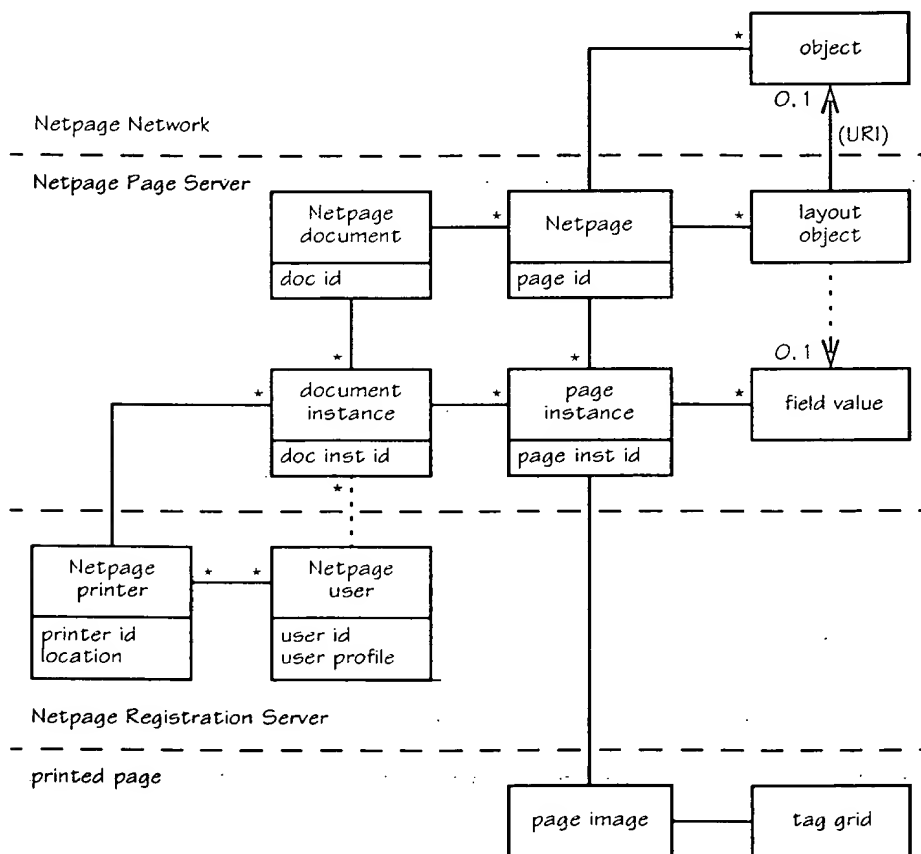 *
object
0.1
(URI)
Netpage Network
Netpage Page Server
Netpage
document
doc id
*
Netpage
page id
*
layout
object
*
*
0.1
*
document
instance
doc inst id
*
page
instance
page inst id
*
field value
*
Netpage
printer
printer id
location
* *
Netpage
user
user id
user profile
Netpage Registration Server
printed page
page image
tag grid